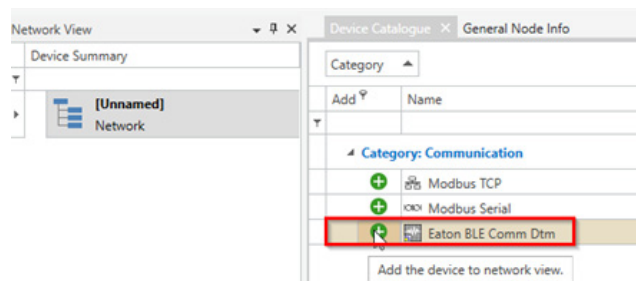 Network View
Device Catalogue
General Node Info
Device Summary
Category
[Unnamed]
Network
Add
Name
Category: Communication
Modbus TCP
Modbus Serial
Eaton BLE Comm Dtm
Add the device to network view.